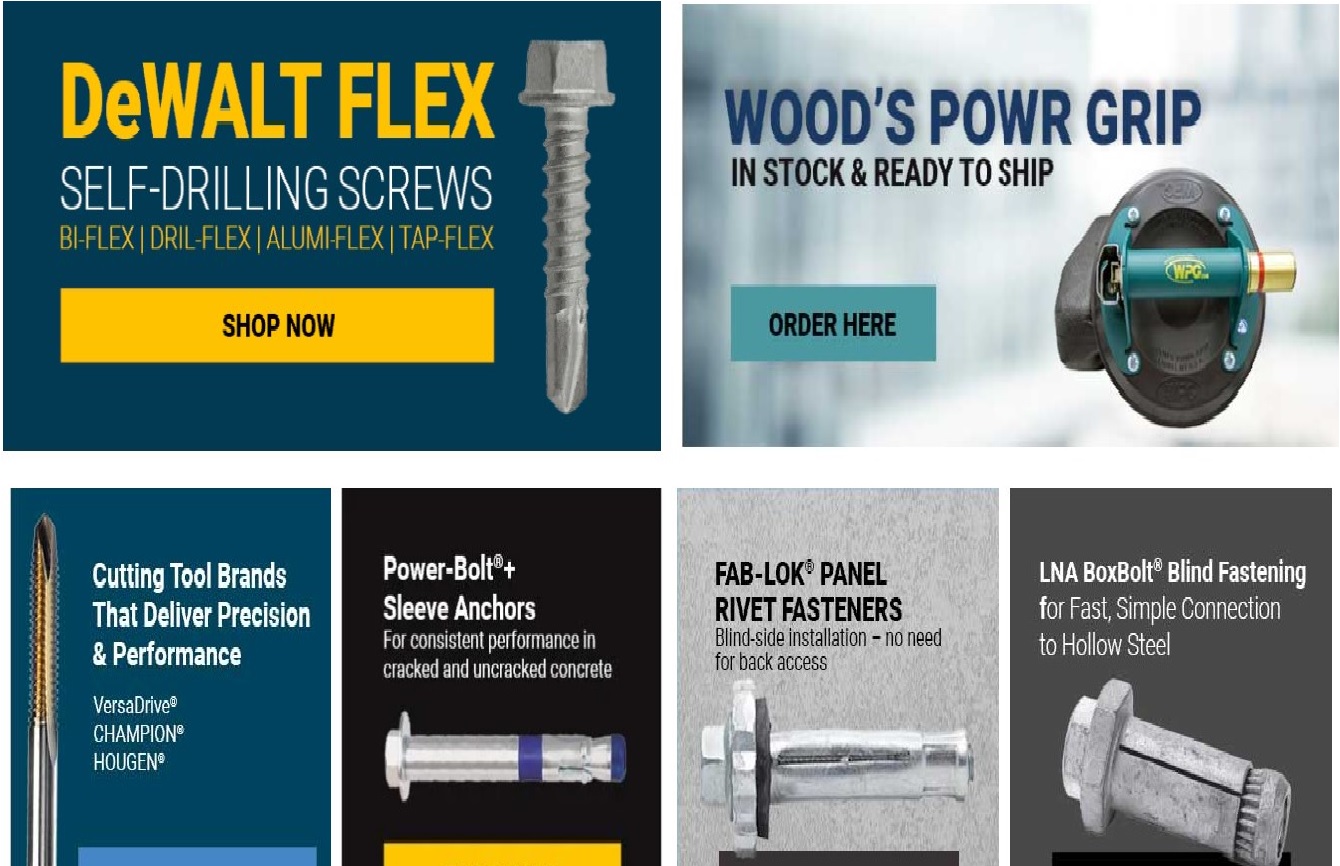 DeWALT FLEX
SELF-DRILLING SCREWS
BI-FLEX | DRIL-FLEX | ALUMI-FLEX | TAP-FLEX
SHOP NOW
WOOD'S POWR GRIP
IN STOCK & READY TO SHIP
WPG
ORDER HERE
Cutting Tool Brands
That Deliver Precision
& Performance
VersaDrive®
CHAMPION®
HOUGEN®
Power-Bolt®+
Sleeve Anchors
For consistent performance in
cracked and uncracked concrete
FAB-LOK® PANEL
RIVET FASTENERS
Blind-side installation – no need
for back access
LNA BoxBolt® Blind Fastening
for Fast, Simple Connection
to Hollow Steel